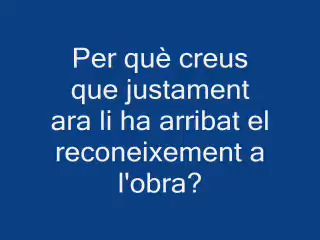 Per què creus
que justament
ara li ha arribat el
reconeixement a
l'obra?